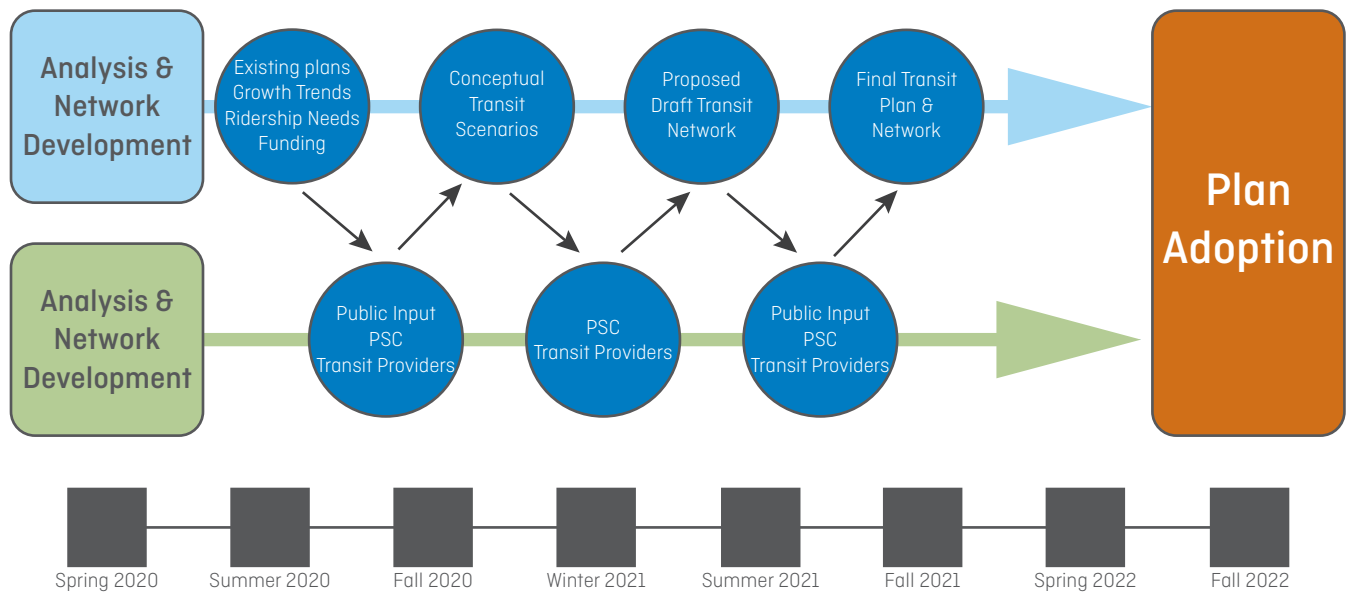 Analysis &
Network
Development
Existing plans
Growth Trends
Ridership Needs
Funding
Conceptual
Transit
Scenarios
Proposed
Draft Transit
Network
Final Transit
Plan &
Network
Plan
Adoption
Analysis &
Network
Development
Public Input
PSC
Transit Providers
PSC
Transit Providers
Public Input
PSC
Transit Providers
Spring 2020
Summer 2020
Fall 2020
Winter 2021
Summer 2021
Fall 2021
Spring 2022
Fall 2022